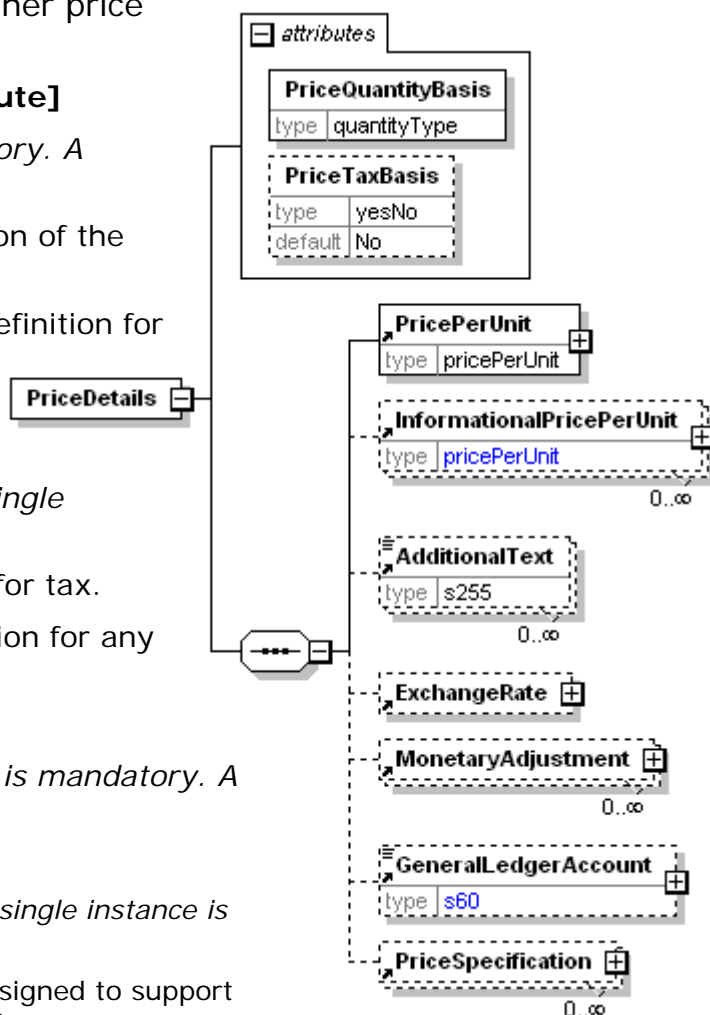 ner price
ute]
ory. A
on of the
efinition for
ingle
for tax.
ion for any
is mandatory. A
single instance is
signed to support
attributes
PriceQuantityBasis
type quantityType
PriceTaxBasis
type yesNo
default No
PriceDetails
PricePerUnit
type pricePerUnit
InformationalPricePerUnit
type pricePerUnit
0..∞
AdditionalText
type s255
0..∞
ExchangeRate
MonetaryAdjustment
0..∞
GeneralLedgerAccount
type s60
PriceSpecification
0..∞